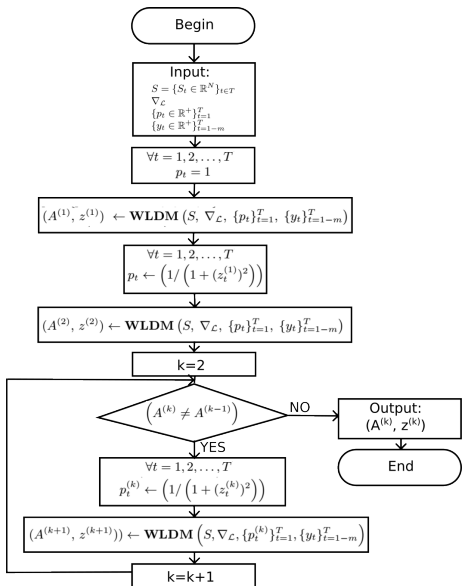 Begin
Input:
S = {S_t ∈ ℝ^N}_{t∈T}
∇_ℒ
{p_t ∈ ℝ^+}_{t=1}^T
{y_t ∈ ℝ^+}_{t=1−m}^T
∀t = 1, 2, …, T
p_t = 1
(A^(1), z^(1)) ← WLDM (S, ∇_ℒ, {p_t}_{t=1}^T, {y_t}_{t=1−m}^T)
∀t = 1, 2, …, T
p_t ← (1/ (1 + (z_t^(1))^2))
(A^(2), z^(2)) ← WLDM (S, ∇_ℒ, {p_t}_{t=1}^T, {y_t}_{t=1−m}^T)
k=2
(A^(k) ≠ A^(k−1))
NO
Output:
(A^(k), z^(k))
End
YES
∀t = 1, 2, …, T
p_t^(k) ← (1/ (1 + (z_t^(k))^2))
(A^(k+1), z^(k+1))) ← WLDM (S, ∇_ℒ, {p_t^(k)}_{t=1}^T, {y_t}_{t=1−m}^T)
k=k+1